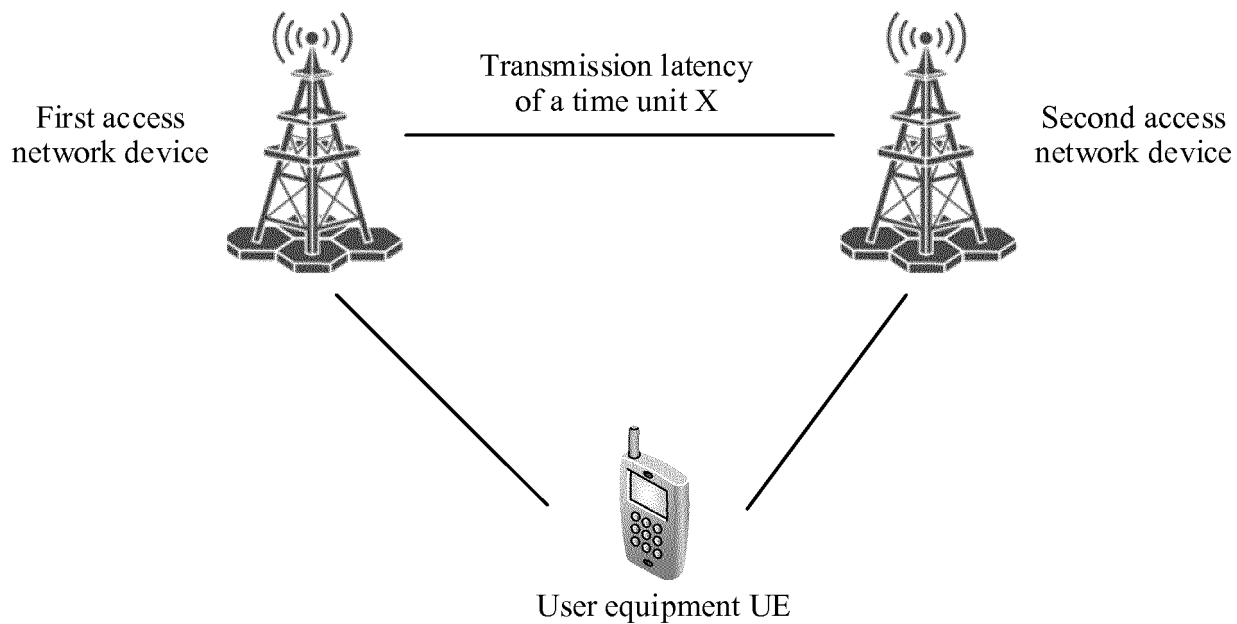 Transmission latency
of a time unit X
First access
network device
Second access
network device
User equipment UE